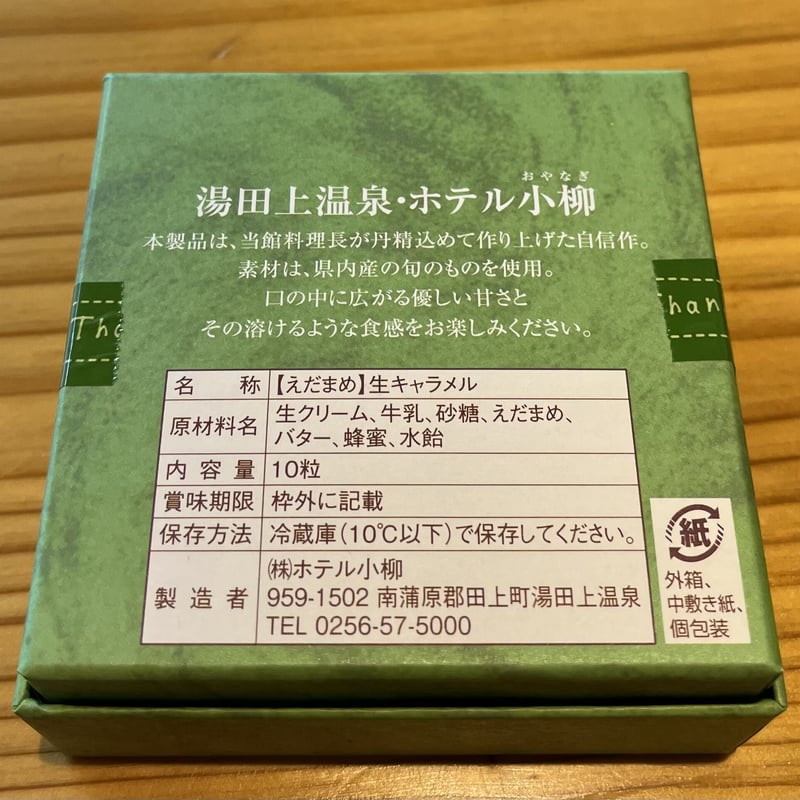 おやなぎ
湯田上温泉・ホテル小柳
本製品は、当館料理長が丹精込めて作り上げた自信作。
素材は、県内産の旬のものを使用。
口の中に広がる優しい甘さと
その溶けるような食感をお楽しみください。
Tha
han
名 称 【えだまめ】生キャラメル
原材料名 生クリーム、牛乳、砂糖、えだまめ、
バター、蜂蜜、水飴
内容量 10粒
賞味期限 枠外に記載
保存方法 冷蔵庫(10℃以下)で保存してください。
製造者 ㈱ホテル小柳
959-1502 南蒲原郡田上町湯田上温泉
TEL 0256-57-5000
紙
外箱、
中敷き紙、
個包装